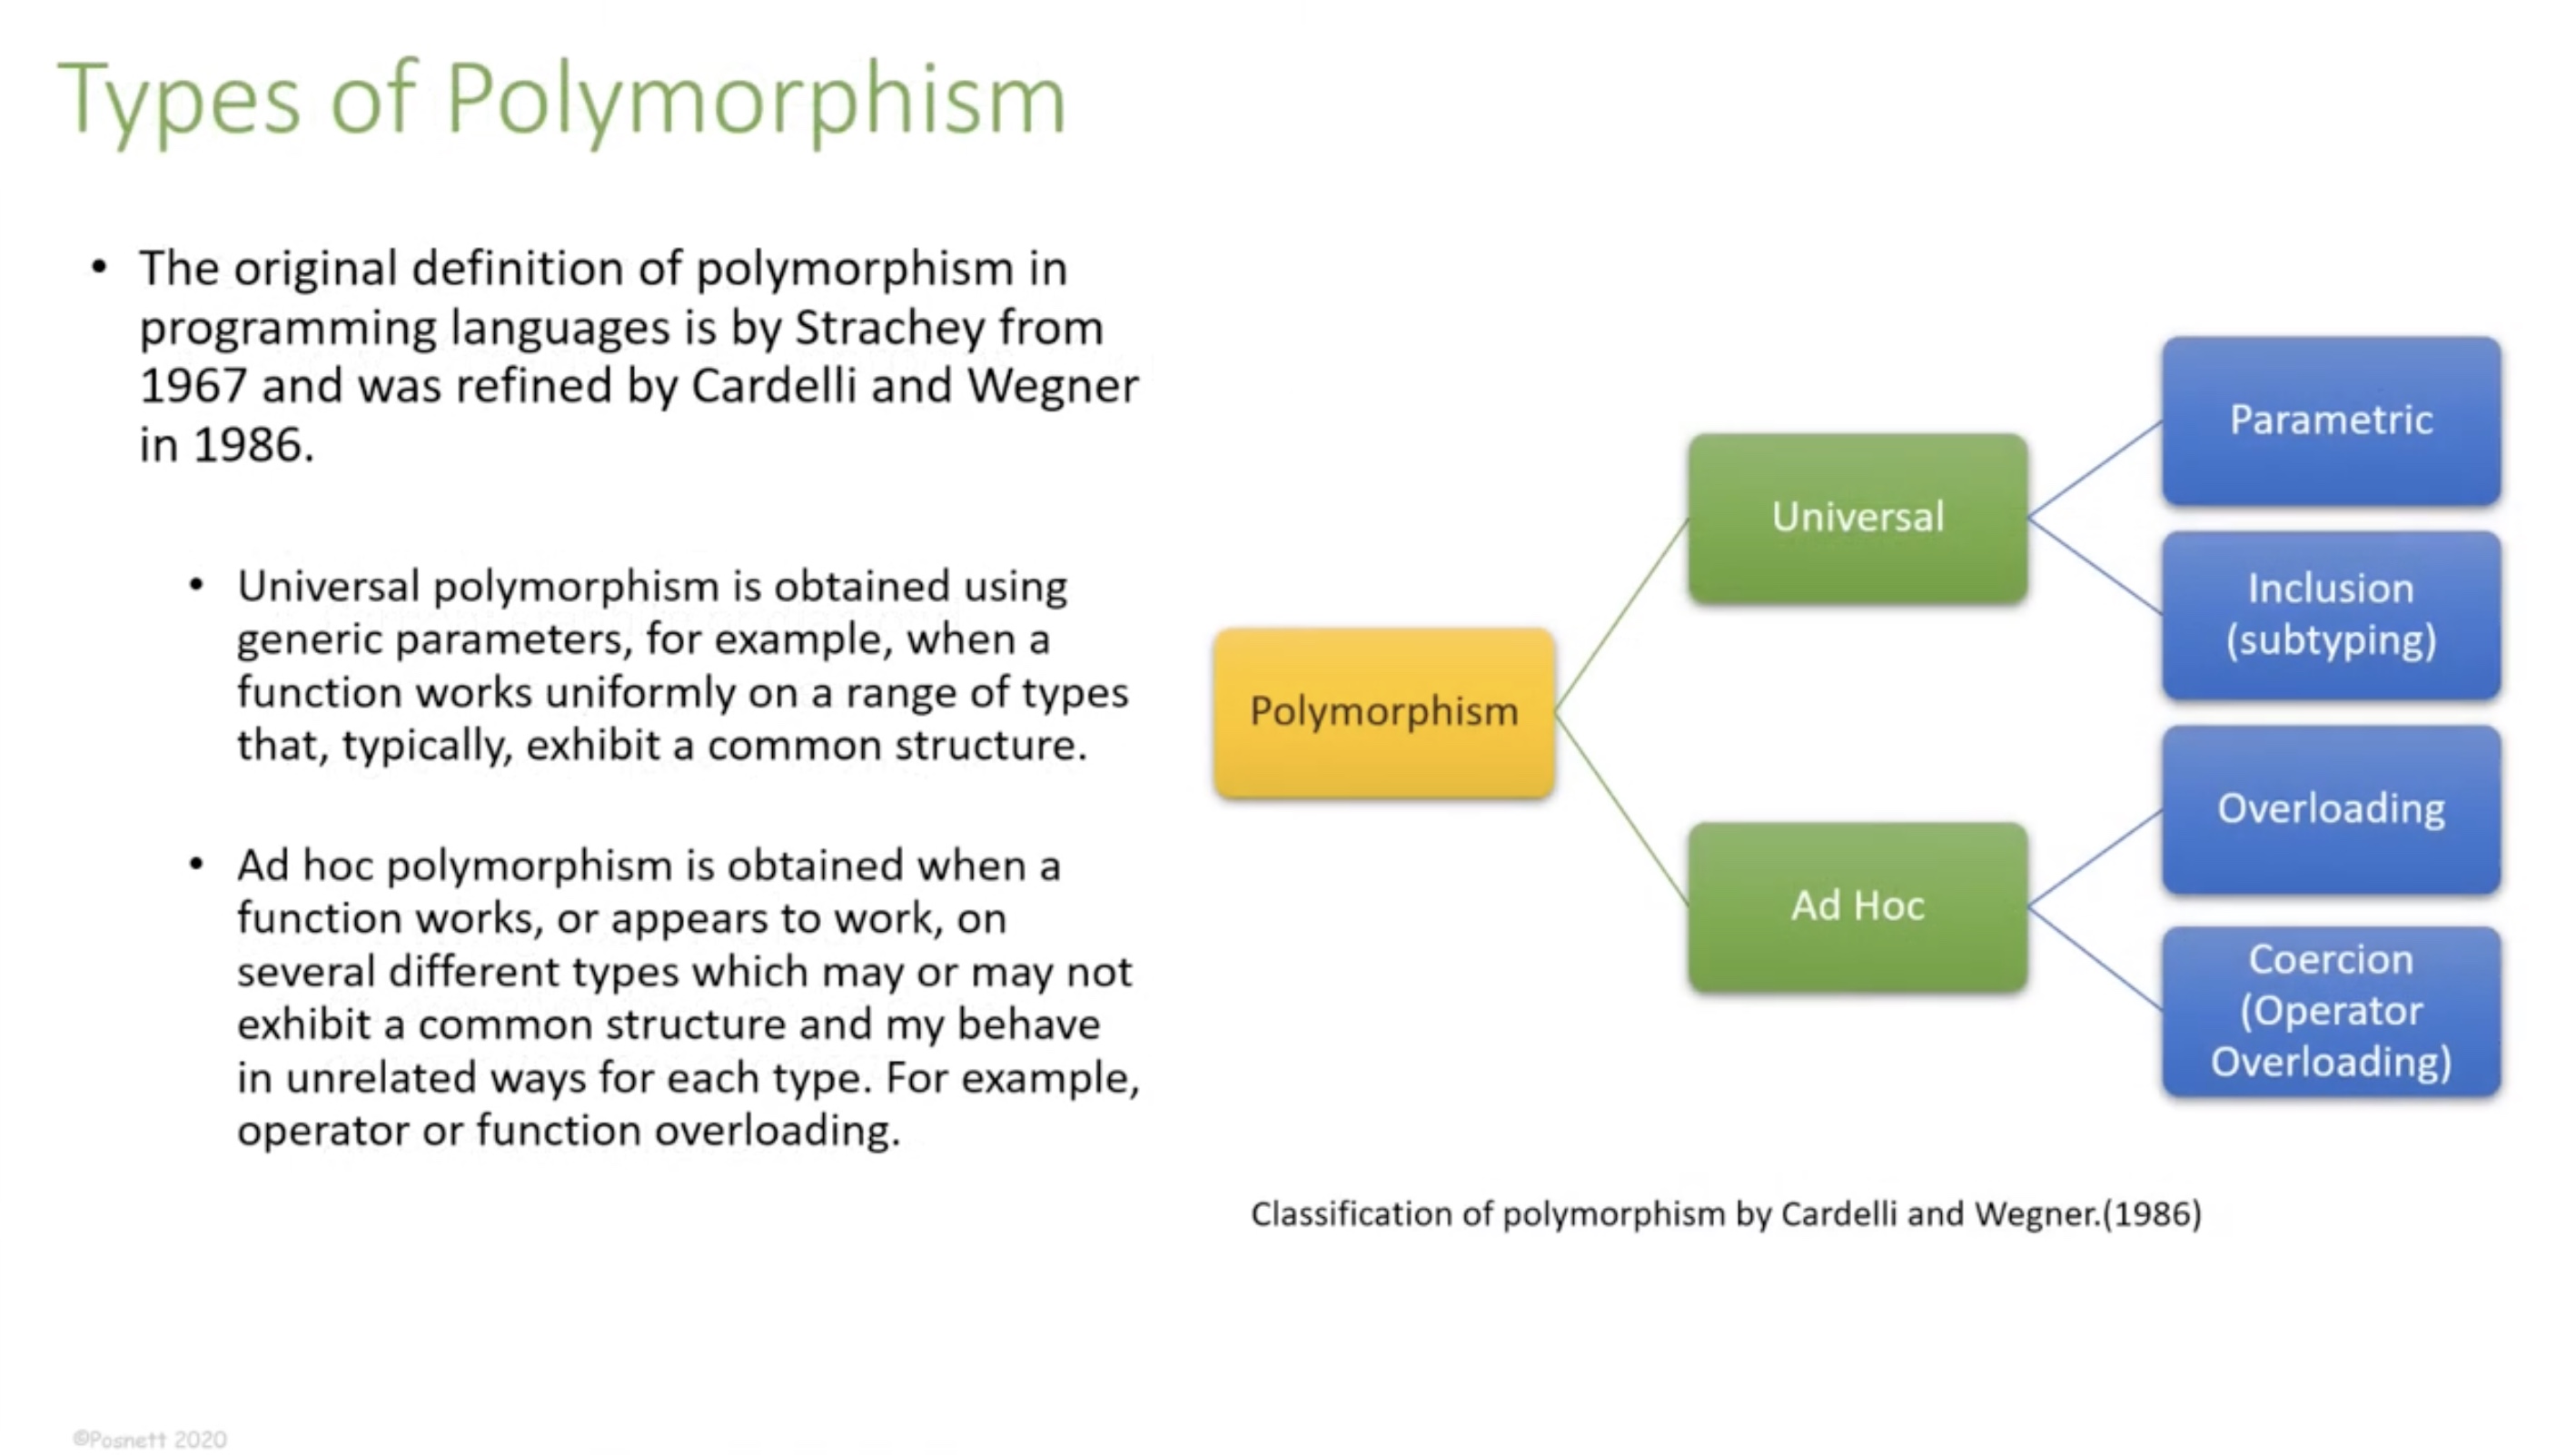 Types of Polymorphism
• The original definition of polymorphism in
programming languages is by Strachey from
1967 and was refined by Cardelli and Wegner
in 1986.
• Universal polymorphism is obtained using
generic parameters, for example, when a
function works uniformly on a range of types
that, typically, exhibit a common structure.
• Ad hoc polymorphism is obtained when a
function works, or appears to work, on
several different types which may or may not
exhibit a common structure and my behave
in unrelated ways for each type. For example,
operator or function overloading.
Polymorphism
Universal
Ad Hoc
Parametric
Inclusion
(subtyping)
Overloading
Coercion
(Operator
Overloading)
Classification of polymorphism by Cardelli and Wegner.(1986)
©Posnett 2020